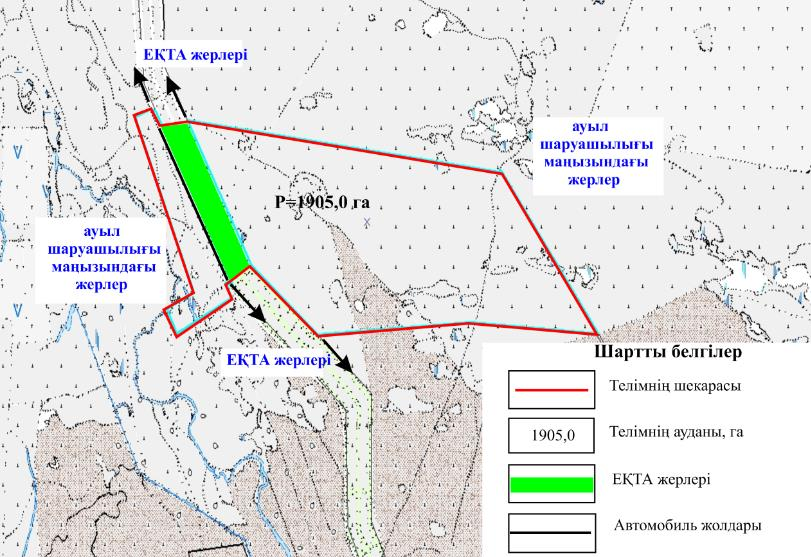 ЕҚТА жерлері
ауыл
шаруашылығы
маңызындағы
жерлер
P=1905,0 га
ауыл
шаруашылығы
маңызындағы
жерлер
ЕҚТА жерлері
Шартты белгілер
Телімнің шекарасы
1905,0
Телімнің ауданы, га
ЕҚТА жерлері
Автомобиль жолдары